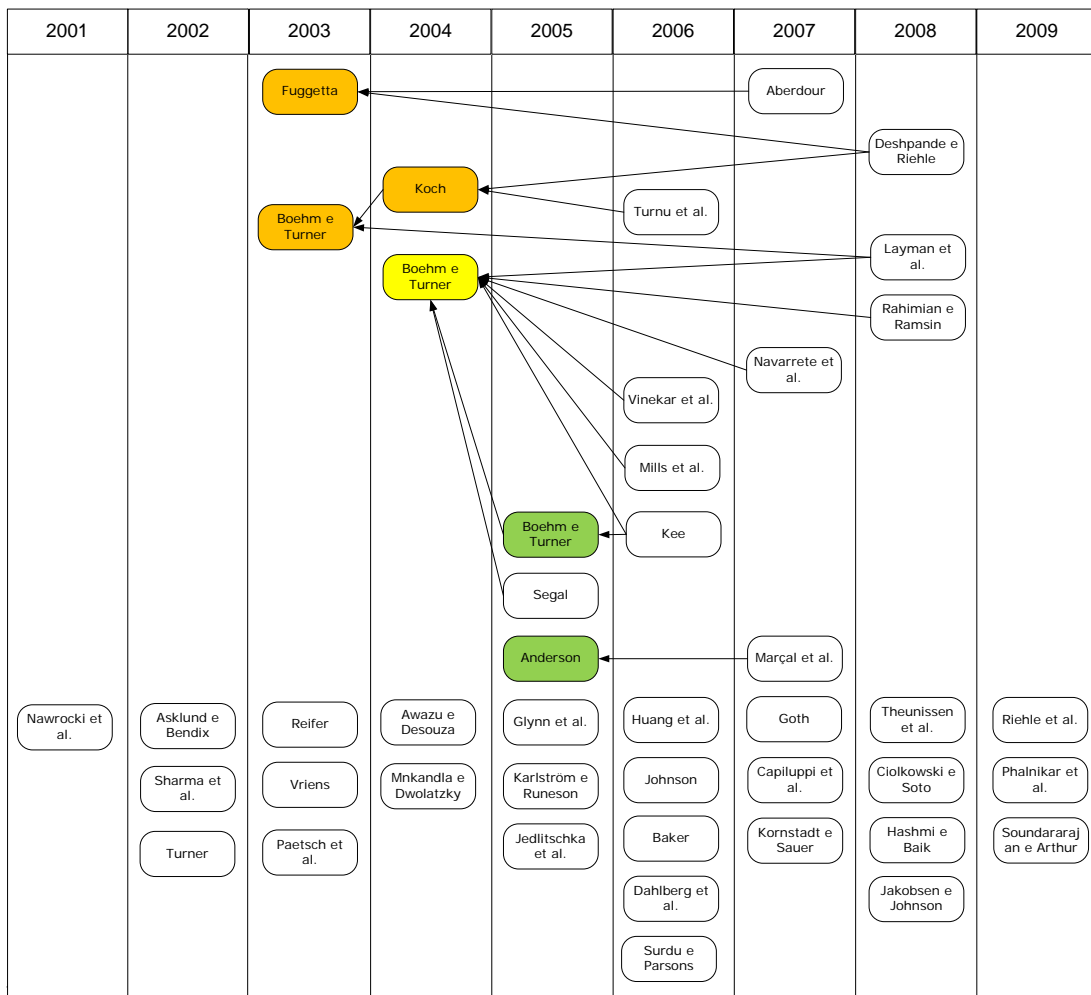 2001
2002
2003
2004
2005
2006
2007
2008
2009
Fuggetta
Aberdour
Deshpande e
Riehle
Koch
Turnu et al.
Boehm e
Turner
Layman et
al.
Boehm e
Turner
Rahimian e
Ramsin
Navarrete et
al.
Vinekar et al.
Mills et al.
Boehm e
Turner
Kee
Segal
Anderson
Marçal et al.
Nawrocki et
al.
Asklund e
Bendix
Reifer
Awazu e
Desouza
Glynn et al.
Huang et al.
Goth
Theunissen
et al.
Riehle et al.
Sharma et
al.
Vriens
Mnkandla e
Dwolatzky
Karlström e
Runeson
Johnson
Capiluppi et
al.
Ciolkowski e
Soto
Phalnikar et
al.
Turner
Paetsch et
al.
Jedlitschka
et al.
Baker
Kornstadt e
Sauer
Hashmi e
Baik
Soundararaj
an e Arthur
Dahlberg et
al.
Jakobsen e
Johnson
Surdu e
Parsons